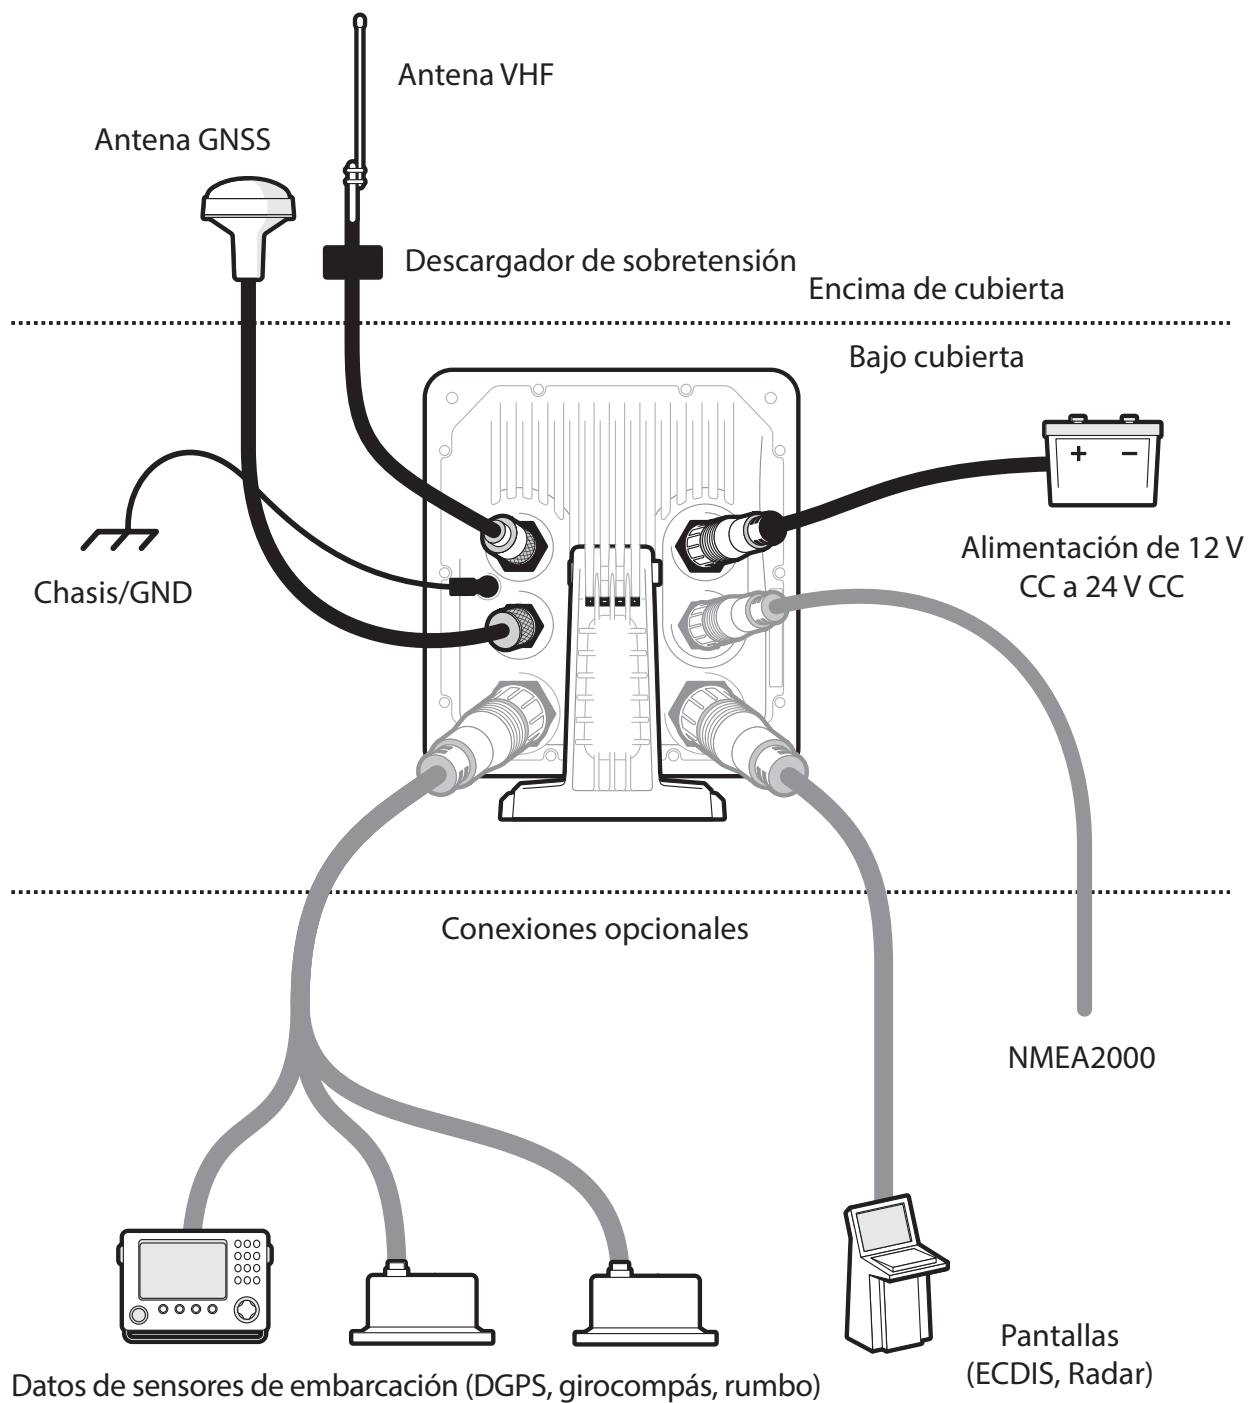 Antena VHF
Antena GNSS
Descargador de sobretensión
Encima de cubierta
Bajo cubierta
+ −
Alimentación de 12 V
CC a 24 V CC
Chasis/GND
Conexiones opcionales
NMEA2000
Pantallas
(ECDIS, Radar)
Datos de sensores de embarcación (DGPS, girocompás, rumbo)